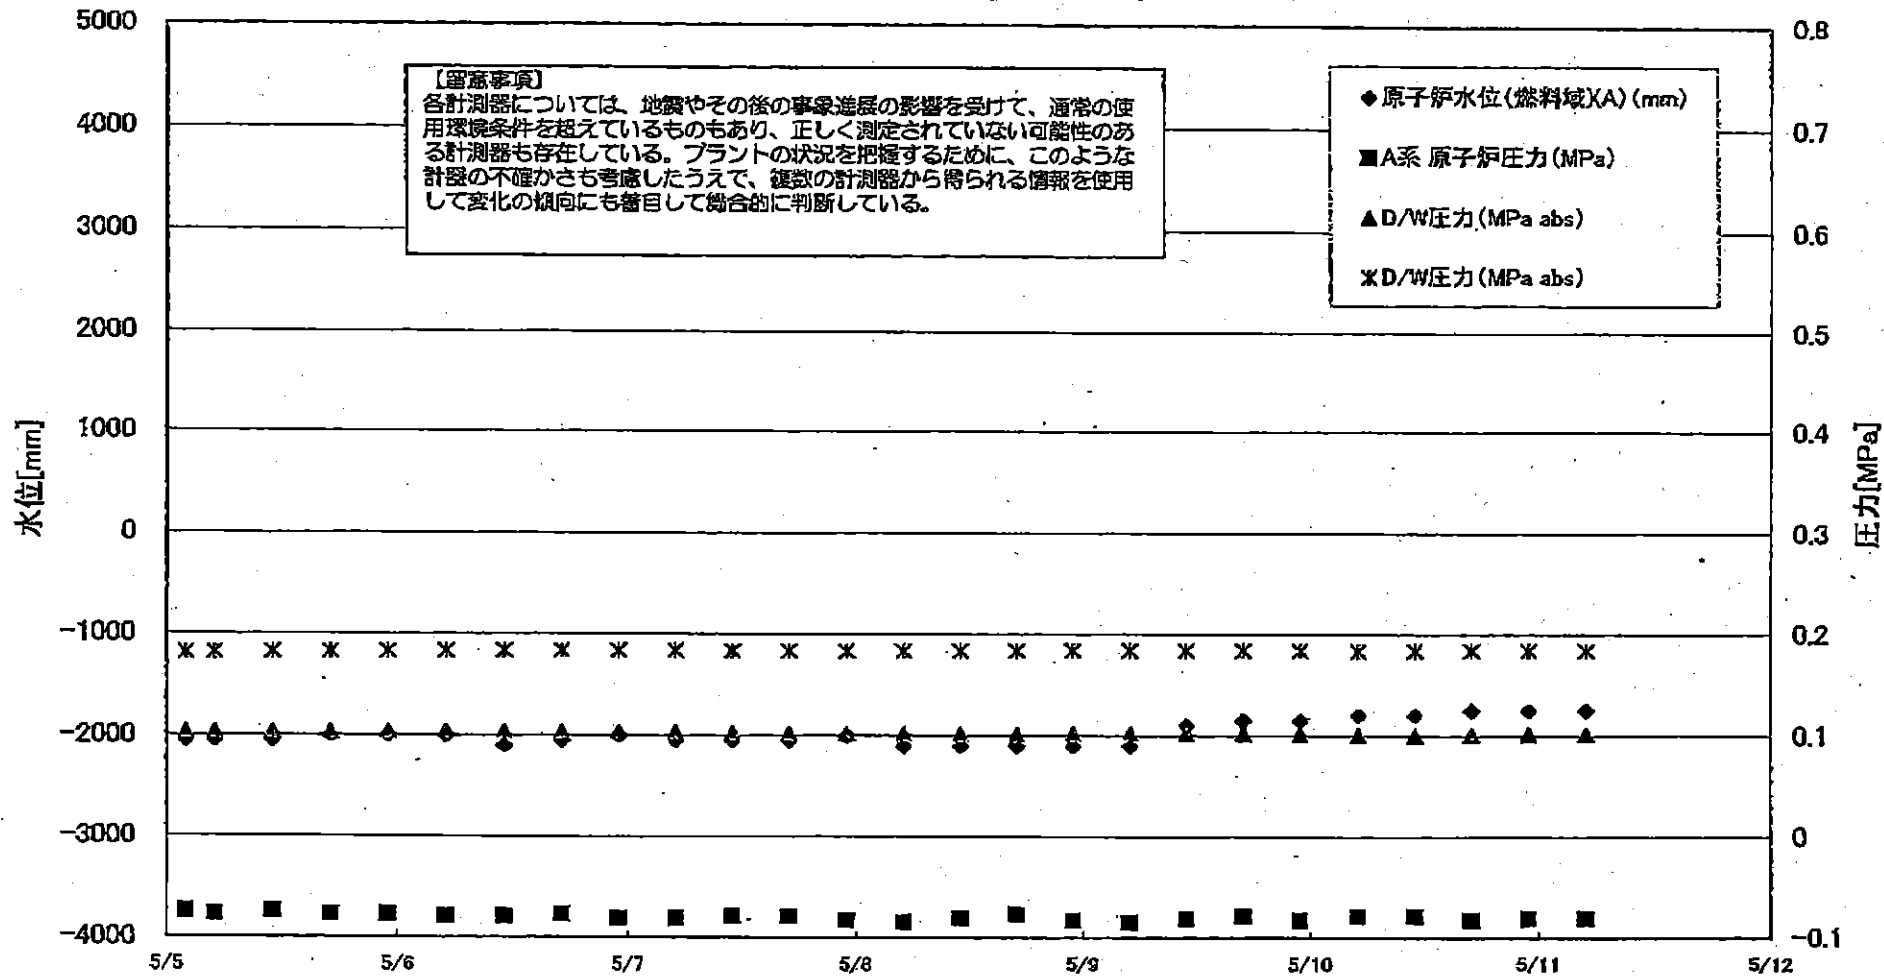 5000
4000
3000
2000
1000
0
-1000
-2000
-3000
-4000
水位[mm]
【留意事項】
各計測器については、地震やその後の事象進展の影響を受けて、通常の使
用環境条件を超えているものもあり、正しく測定されていない可能性のあ
る計測器も存在している。プラントの状況を把握するために、このような
計器の不確かさも考慮したうえで、複数の計測器から得られる情報を使用
して変化の傾向にも着目して総合的に判断している。
◆原子炉水位(燃料域)(A)(mm)
■A系 原子炉圧力(MPa)
▲D/W圧力(MPa abs)
ж D/W圧力(MPa abs)
0.8
0.7
0.6
0.5
0.4
0.3
0.2
0.1
0
-0.1
圧力[MPa]
5/5 5/6 5/7 5/8 5/9 5/10 5/11 5/12